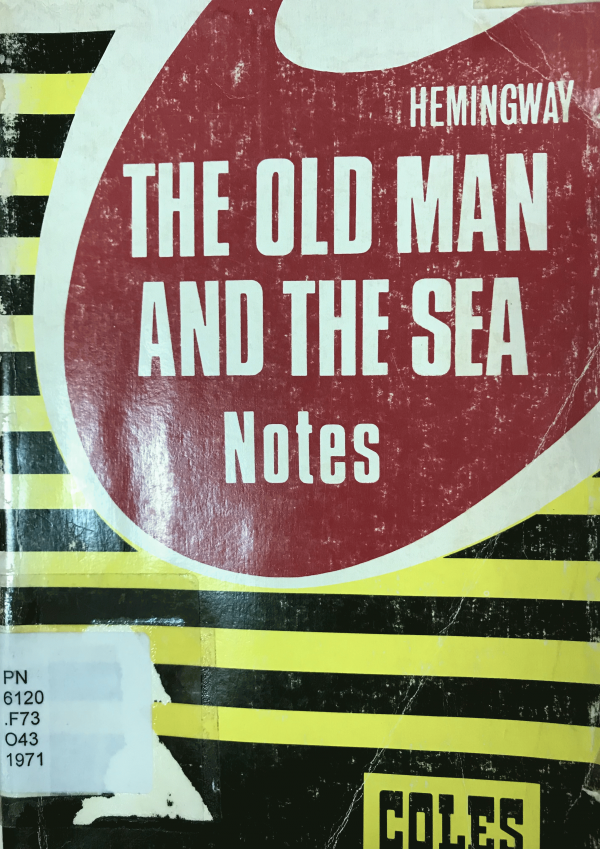 HEMINGWAY
THE OLD MAN
AND THE SEA
Notes
PN
6120
.F73
O43
1971
COLES